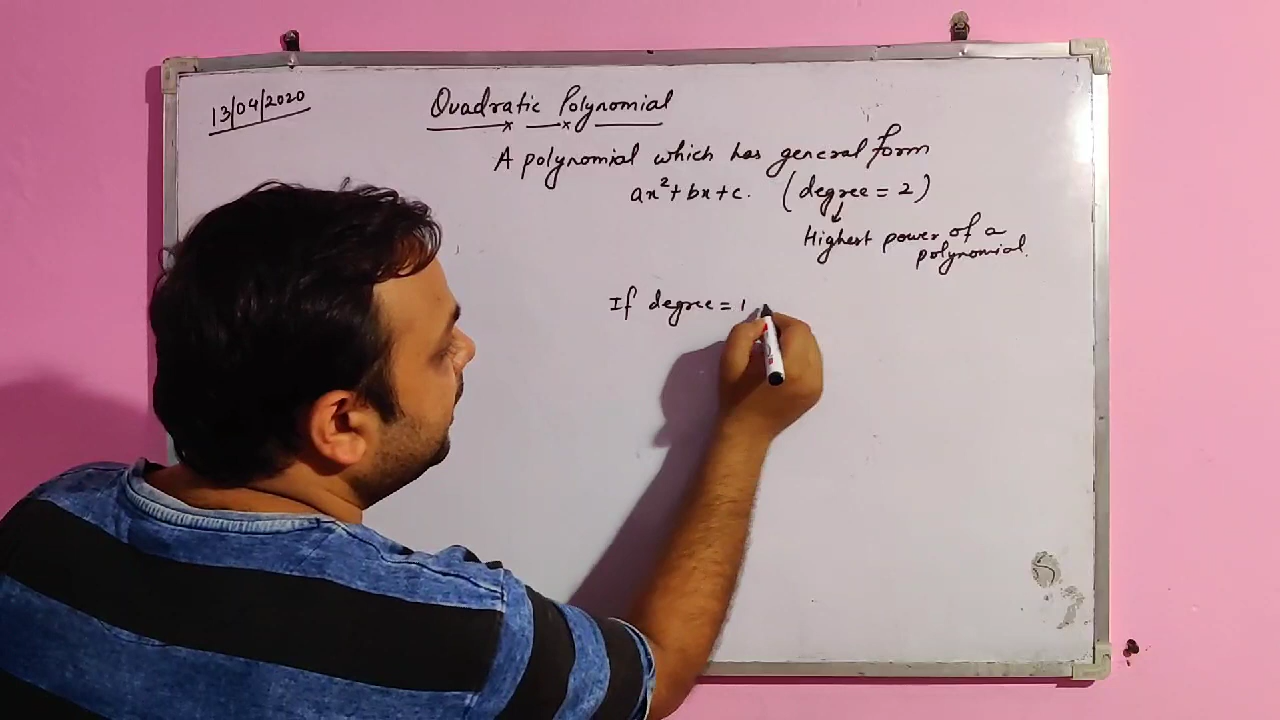 13/04/2020
Quadratic Polynomial
A polynomial which has general form
ax²+bx+c. (degree = 2)
Highest power of a
polynomial.
If degree = 1